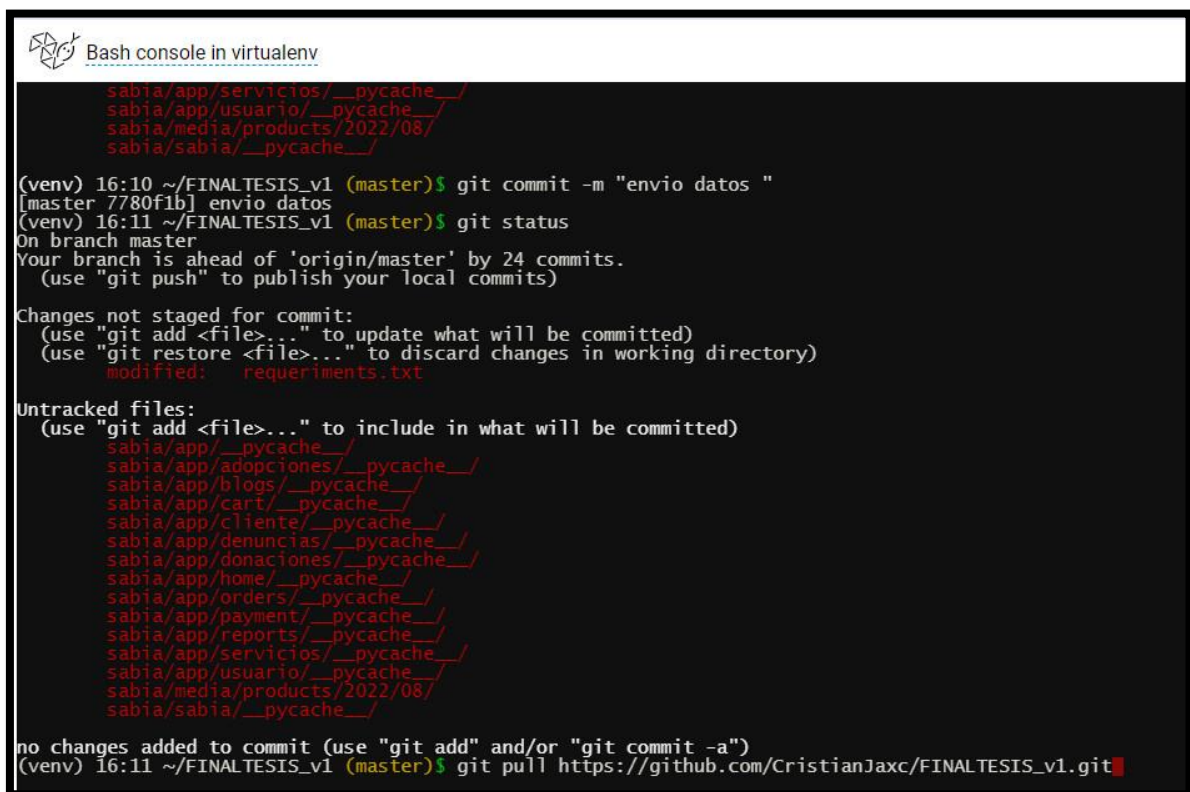 Bash console in virtualenv
sabia/app/servicios/__pycache__/
sabia/app/usuario/__pycache__/
sabia/media/products/2022/08/
sabia/sabia/__pycache__/
(venv) 16:10 ~/FINALTESIS_v1 (master)$ git commit -m "envio datos "
[master 7780f1b] envio datos
(venv) 16:11 ~/FINALTESIS_v1 (master)$ git status
On branch master
Your branch is ahead of 'origin/master' by 24 commits.
(use "git push" to publish your local commits)
Changes not staged for commit:
(use "git add <file>..." to update what will be committed)
(use "git restore <file>..." to discard changes in working directory)
modified: requeriments.txt
Untracked files:
(use "git add <file>..." to include in what will be committed)
sabia/app/__pycache__/
sabia/app/adopciones/__pycache__/
sabia/app/blogs/__pycache__/
sabia/app/cart/__pycache__/
sabia/app/cliente/__pycache__/
sabia/app/denuncias/__pycache__/
sabia/app/donaciones/__pycache__/
sabia/app/home/__pycache__/
sabia/app/orders/__pycache__/
sabia/app/payment/__pycache__/
sabia/app/reports/__pycache__/
sabia/app/servicios/__pycache__/
sabia/app/usuario/__pycache__/
sabia/media/products/2022/08/
sabia/sabia/__pycache__/
no changes added to commit (use "git add" and/or "git commit -a")
(venv) 16:11 ~/FINALTESIS_v1 (master)$ git pull https://github.com/CristianJaxc/FINALTESIS_v1.git